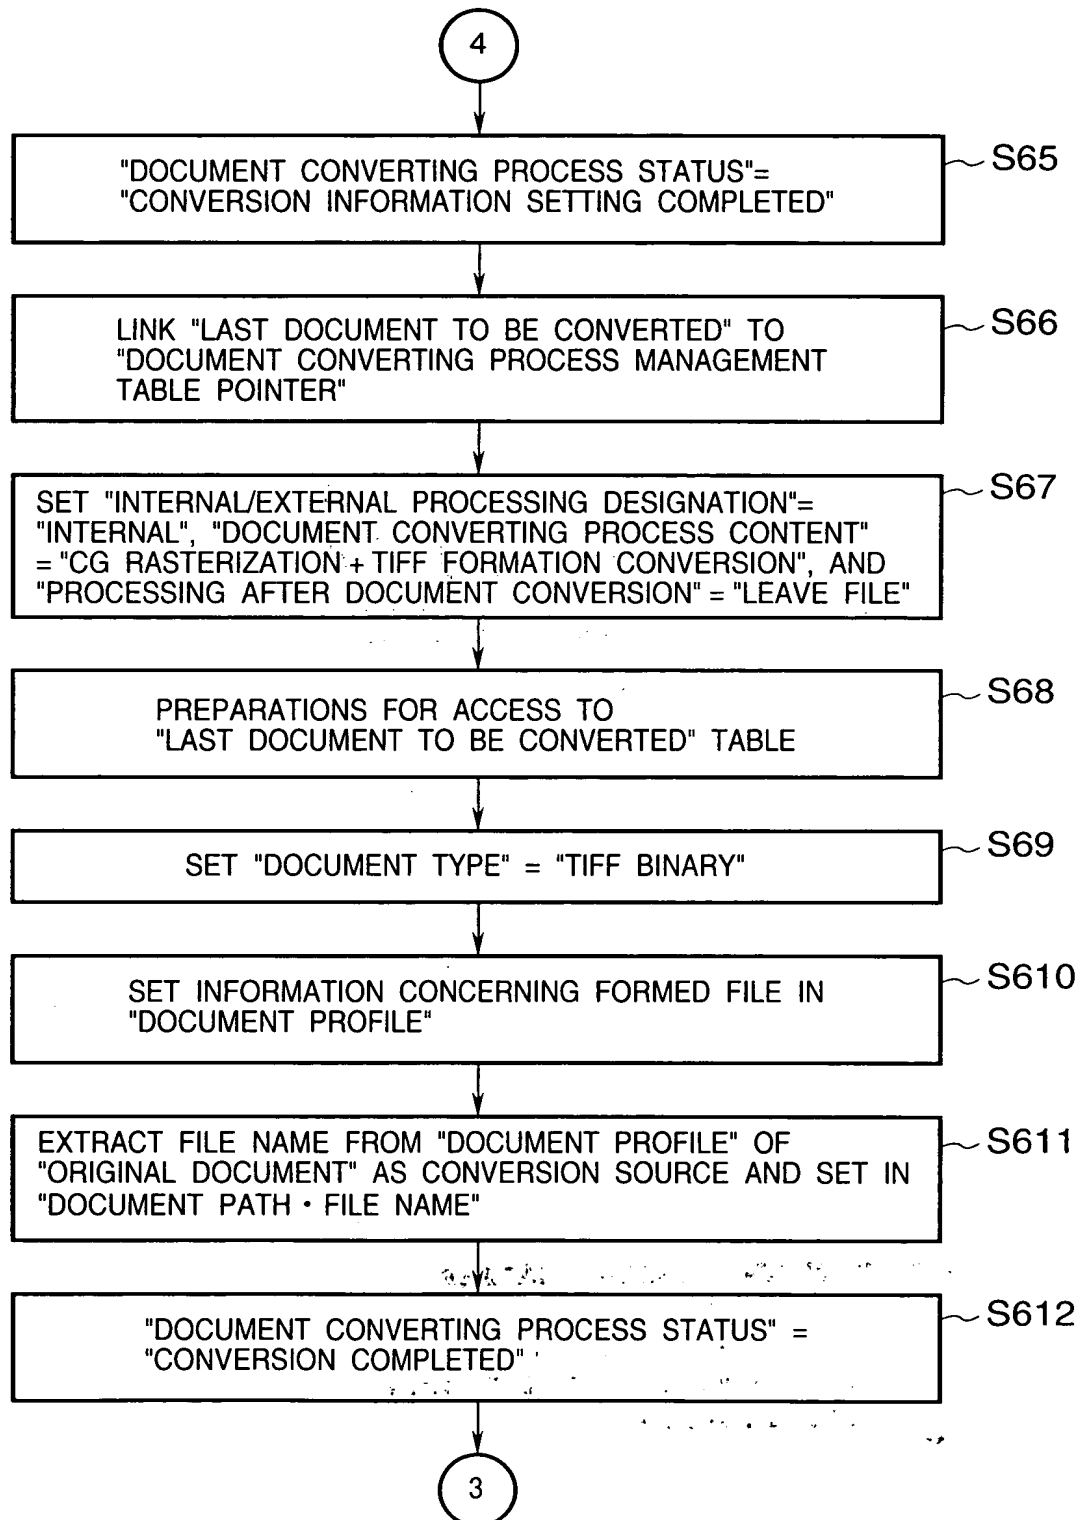 4
"DOCUMENT CONVERTING PROCESS STATUS"=
"CONVERSION INFORMATION SETTING COMPLETED"
S65
LINK "LAST DOCUMENT TO BE CONVERTED" TO
"DOCUMENT CONVERTING PROCESS MANAGEMENT
TABLE POINTER"
S66
SET "INTERNAL/EXTERNAL PROCESSING DESIGNATION"=
"INTERNAL", "DOCUMENT CONVERTING PROCESS CONTENT"
= "CG RASTERIZATION + TIFF FORMATION CONVERSION", AND
"PROCESSING AFTER DOCUMENT CONVERSION" = "LEAVE FILE"
S67
PREPARATIONS FOR ACCESS TO
"LAST DOCUMENT TO BE CONVERTED" TABLE
S68
SET "DOCUMENT TYPE" = "TIFF BINARY"
S69
SET INFORMATION CONCERNING FORMED FILE IN
"DOCUMENT PROFILE"
S610
EXTRACT FILE NAME FROM "DOCUMENT PROFILE" OF
"ORIGINAL DOCUMENT" AS CONVERSION SOURCE AND SET IN
"DOCUMENT PATH • FILE NAME"
S611
"DOCUMENT CONVERTING PROCESS STATUS" =
"CONVERSION COMPLETED"
S612
3